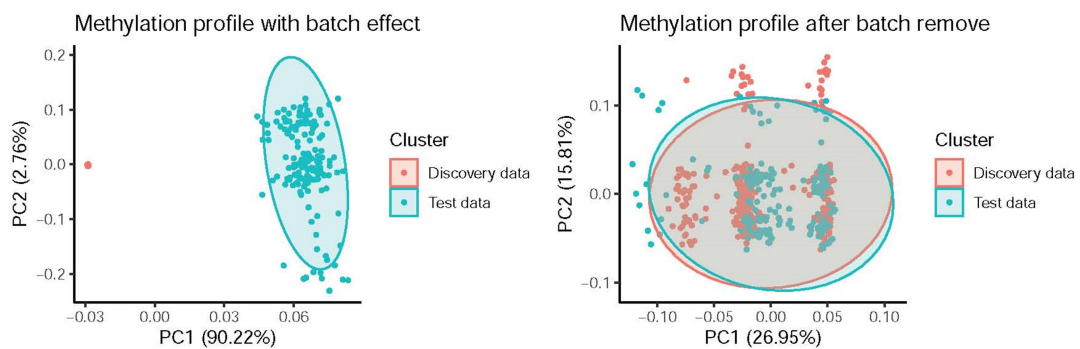 Methylation profile with batch effect
0.2
0.1
0.0
−0.1
−0.2
PC2 (2.76%)
−0.03
0.00
0.03
0.06
PC1 (90.22%)
Cluster
Discovery data
Test data
Methylation profile after batch remove
0.1
0.0
−0.1
PC2 (15.81%)
−0.10
−0.05
0.00
0.05
0.10
PC1 (26.95%)
Cluster
Discovery data
Test data